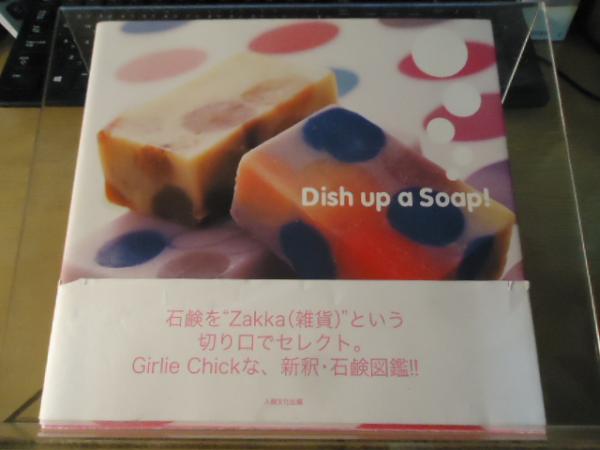 Dish up a Soap!
石鹸を“Zakka（雑貨）”という
切り口でセレクト。
Girlie Chickな、新釈・石鹸図鑑!!